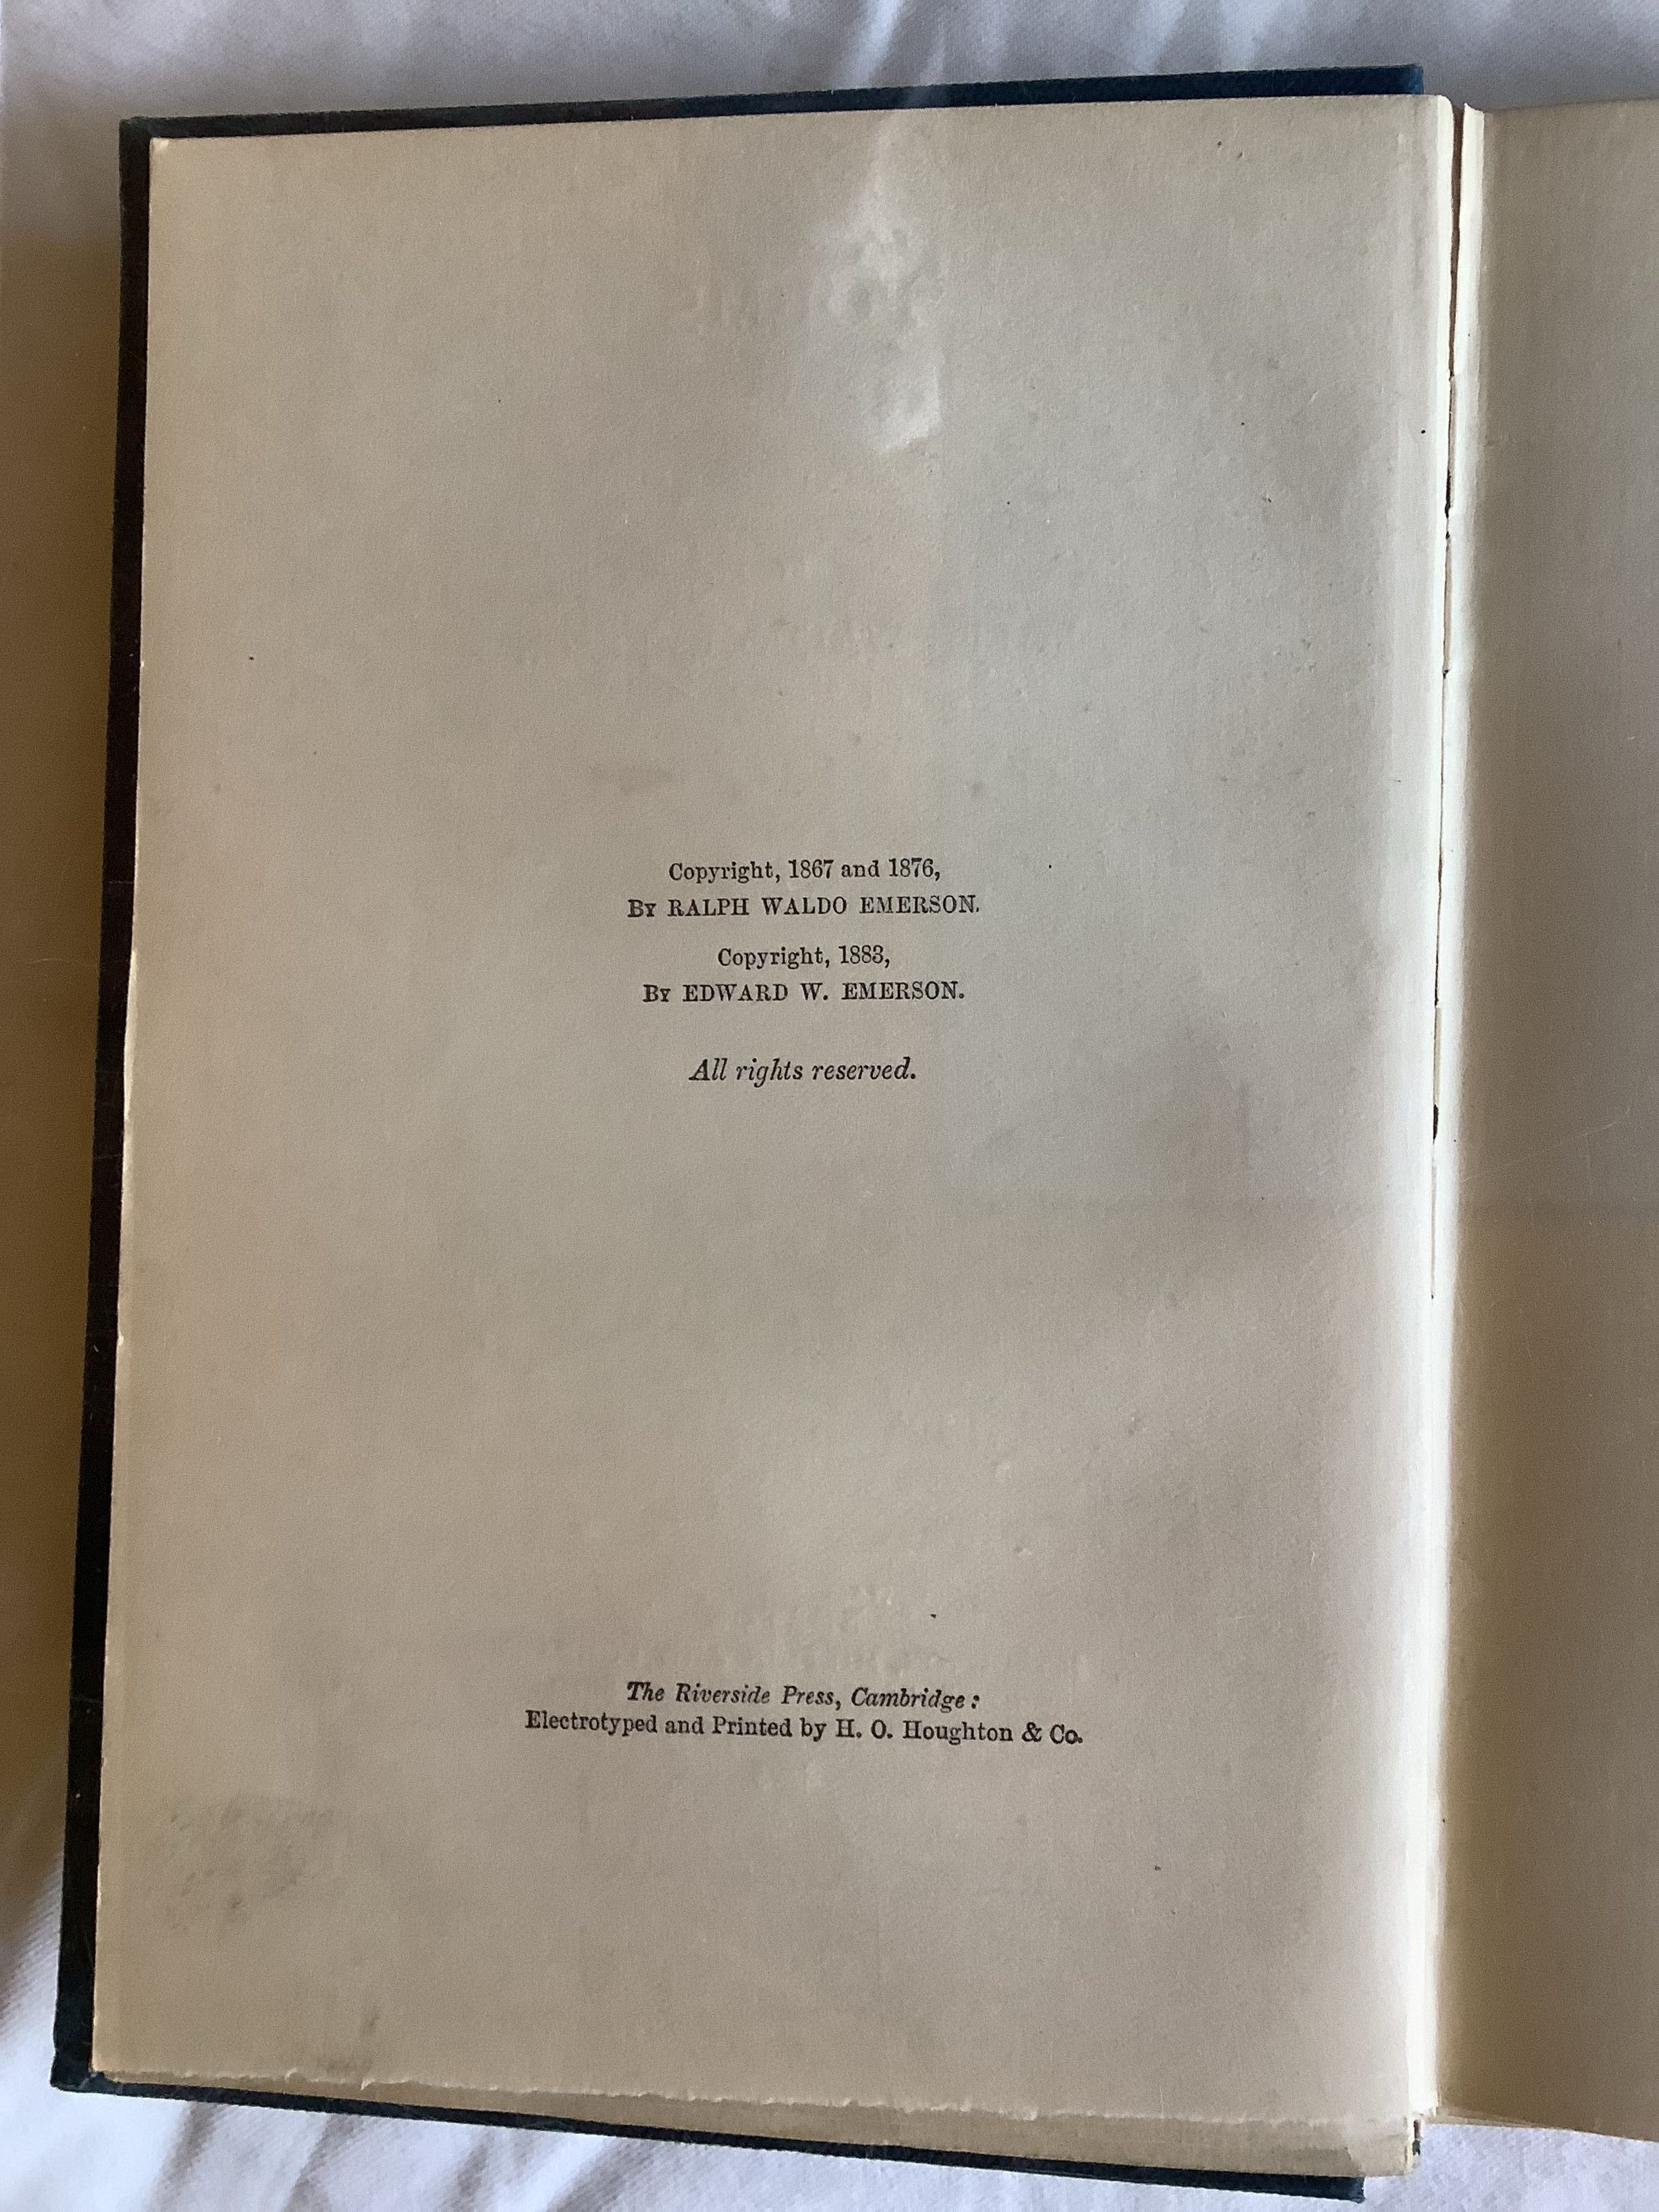 Copyright, 1867 and 1876,
By RALPH WALDO EMERSON.
Copyright, 1883,
By EDWARD W. EMERSON.
All rights reserved.
The Riverside Press, Cambridge:
Electrotyped and Printed by H. O. Houghton & Co.